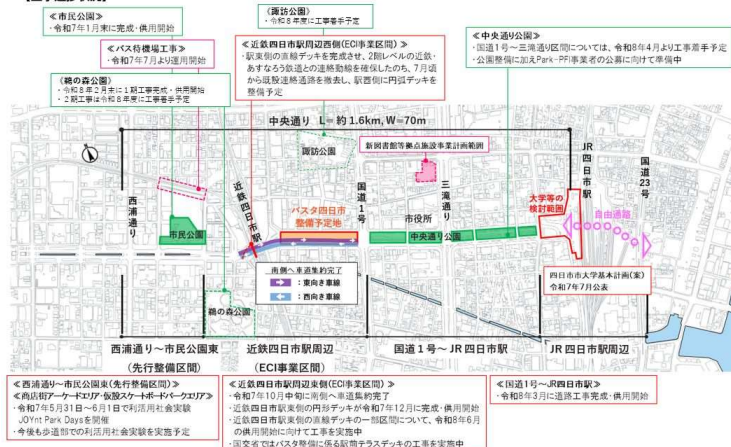 ≪市民公園≫
・令和7年1月末に完成・供用開始
≪バス待機場工事≫
・令和7年7月より運用開始
≪鵜の森公園≫
・令和8年2月末に1期工事完成・供用開始
・2期工事は令和8年度に工事着手予定
≪諏訪公園≫
・令和8年度に工事着手予定
≪近鉄四日市駅周辺西側(ECI事業区間)≫
・駅東側の直線デッキを完成させ、2階レベルの近鉄・
あすなろう鉄道との連絡動線を確保したのち、7月頃
から既設連絡通路を撤去し、駅西側に円弧デッキを
整備予定
≪中央通り公園≫
・国道1号～三滝通り区間については、令和8年4月より工事着手予定
・公園整備に加えPark-PFI事業者の公募に向けて準備中
中央通り L=約1.6km, W=70m
諏訪公園
新図書館等拠点施設事業計画範囲
JR四日市駅
国道23号
西浦通り
近鉄四日市駅
国道1号
三滝通り
大学等の
検討範囲
自由通路
市民公園
バスタ四日市
整備予定地
市役所
中央通り公園
南側へ車道集約完了
：東向き車線
：西向き車線
四日市市大学基本計画(案)
令和7年7月公表
鵜の森公園
西浦通り～市民公園東
(先行整備区間)
近鉄四日市駅周辺
(ECI事業区間)
国道1号～JR四日市駅
JR四日市駅周辺
≪西浦通り～市民公園東(先行整備区間)≫
≪商店街アーケードエリア・仮設スケートボードパークエリア≫
・令和7年5月31日～6月1日で利活用社会実験
JOYnt Park Daysを開催
・今後も歩道部での利活用社会実験を実施予定
≪近鉄四日市駅周辺東側(ECI事業区間)≫
・令和7年10月中旬に南側へ車道集約完了
・近鉄四日市駅東側の円形デッキが令和7年12月に完成・供用開始
・近鉄四日市駅東側の直線デッキの一部区間について、令和8年6月
の供用開始に向けて工事を実施中
・国交省ではバスタ整備に係る駅前テラスデッキの工事を実施中
≪国道1号～JR四日市駅≫
・令和8年3月に道路工完成・供用開始